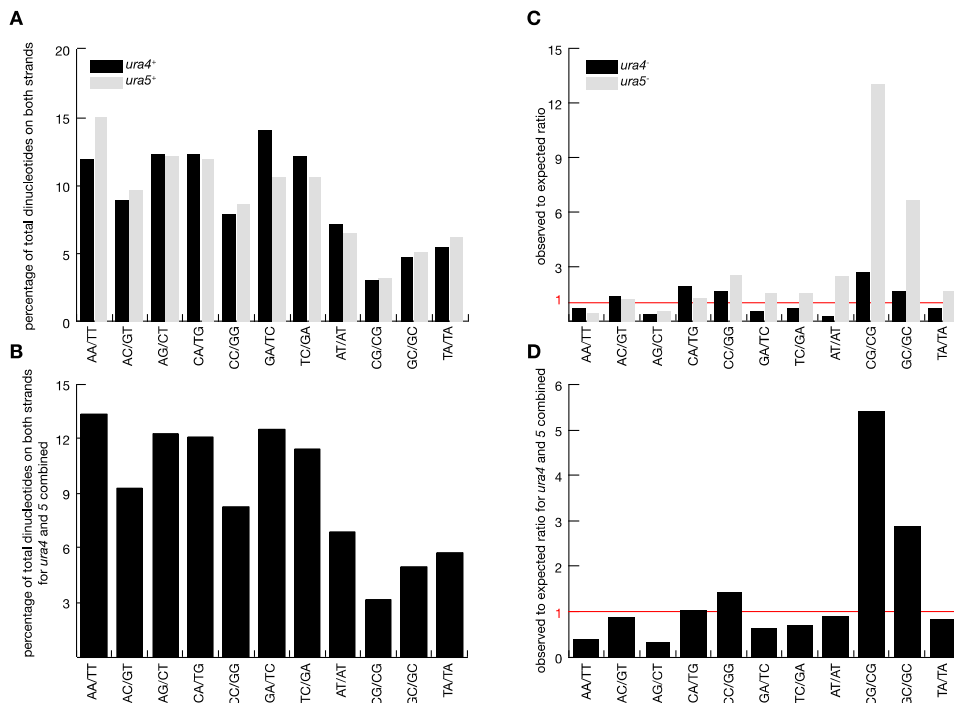 A
percentage of total dinucleotides on both strands
20
15
10
5
0
ura4+
ura5+
AA/TT
AC/GT
AG/CT
CA/TG
CC/GG
GA/TC
TC/GA
AT/AT
CG/CG
GC/GC
TA/TA
B
percentage of total dinucleotides on both strands
for ura4 and 5 combined
15
12
9
6
3
AA/TT
AC/GT
AG/CT
CA/TG
CC/GG
GA/TC
TC/GA
AT/AT
CG/CG
GC/GC
TA/TA
C
observed to expected ratio
15
12
9
6
3
1
0
ura4-
ura5-
AA/TT
AC/GT
AG/CT
CA/TG
CC/GG
GA/TC
TC/GA
AT/AT
CG/CG
GC/GC
TA/TA
D
observed to expected ratio for ura4 and 5 combined
6
5
4
3
2
1
0
AA/TT
AC/GT
AG/CT
CA/TG
CC/GG
GA/TC
TC/GA
AT/AT
CG/CG
GC/GC
TA/TA